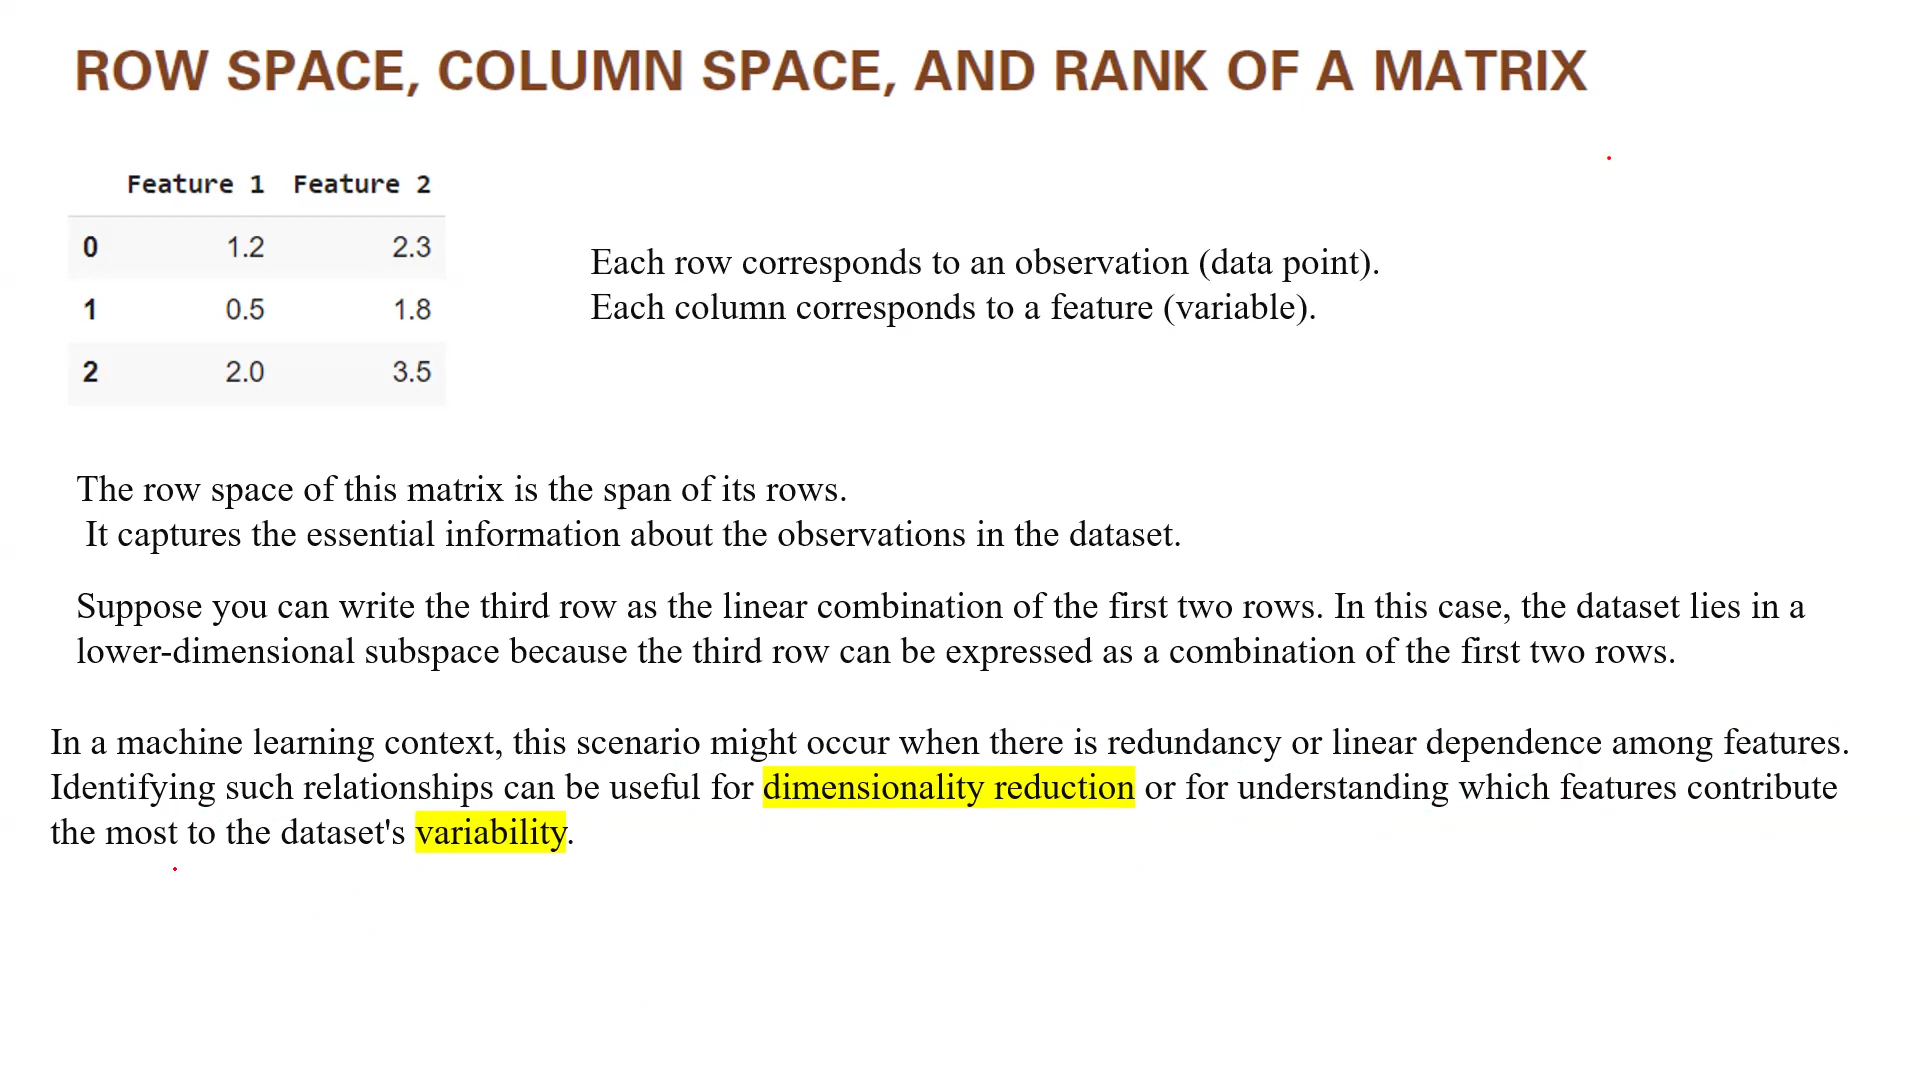 ROW SPACE, COLUMN SPACE, AND RANK OF A MATRIX
Feature 1 Feature 2
0 1.2 2.3
1 0.5 1.8
2 2.0 3.5
Each row corresponds to an observation (data point).
Each column corresponds to a feature (variable).
The row space of this matrix is the span of its rows.
It captures the essential information about the observations in the dataset.
Suppose you can write the third row as the linear combination of the first two rows. In this case, the dataset lies in a
lower-dimensional subspace because the third row can be expressed as a combination of the first two rows.
In a machine learning context, this scenario might occur when there is redundancy or linear dependence among features.
Identifying such relationships can be useful for dimensionality reduction or for understanding which features contribute
the most to the dataset's variability.